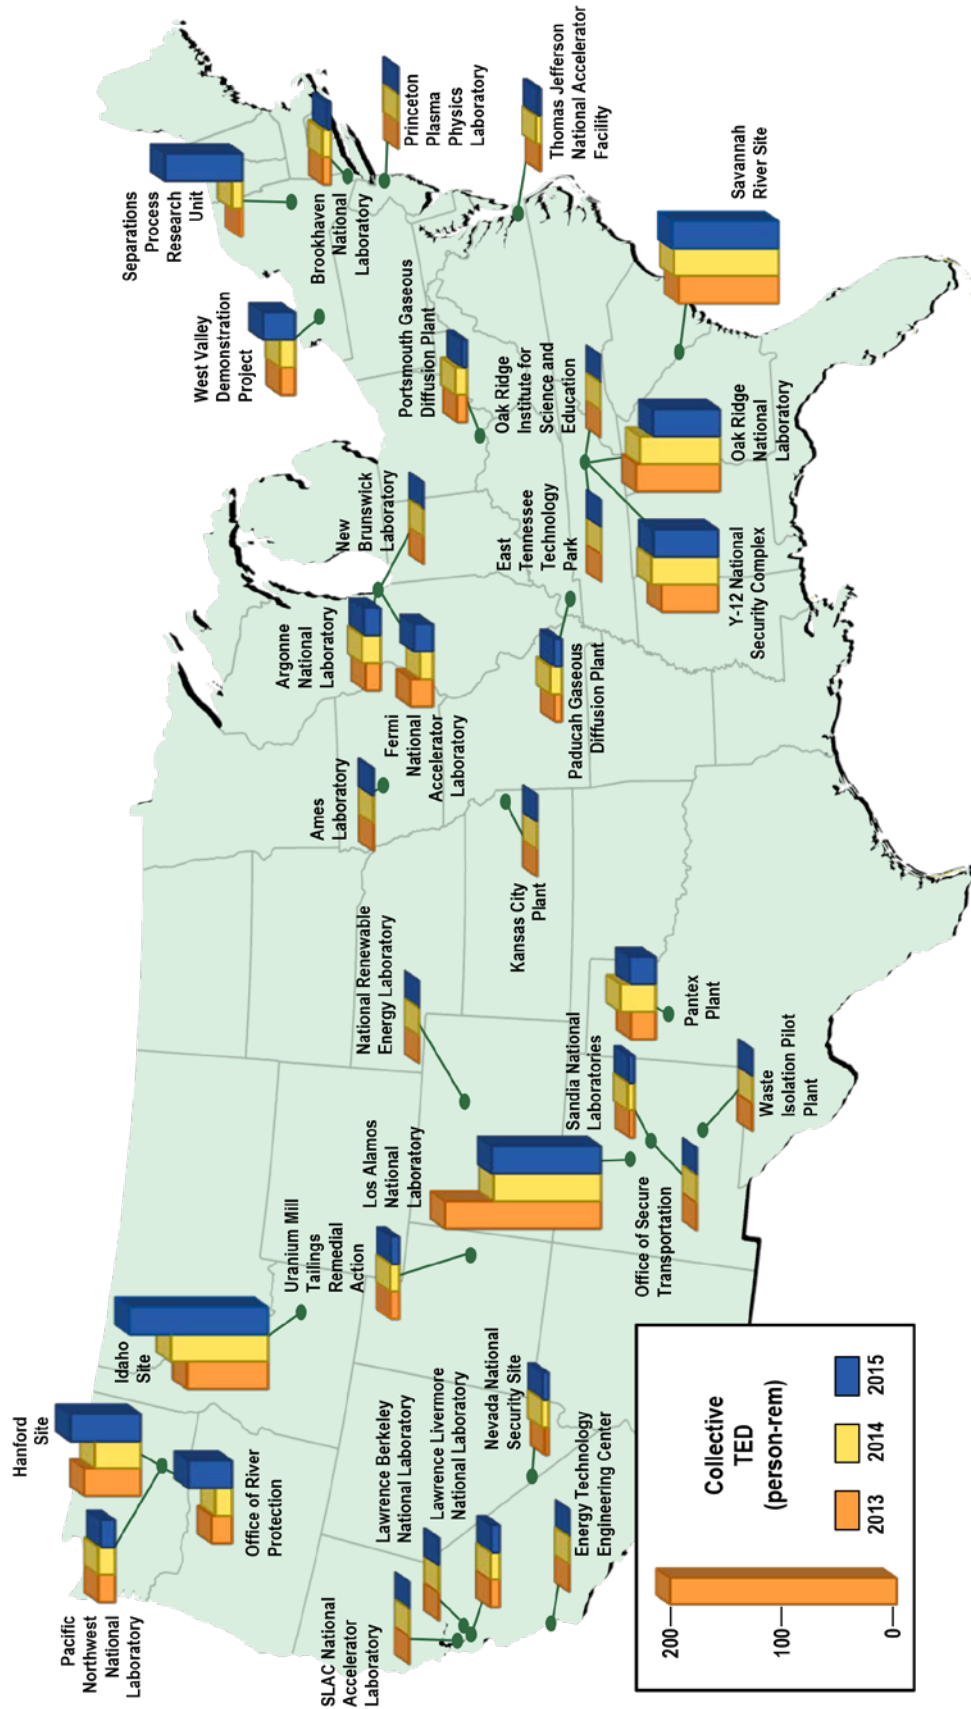 Hanford
Site
Pacific
Northwest
National
Laboratory
Office of River
Protection
Idaho
Site
Uranium Mill
Tailings
Remedial
Action
Los Alamos
National
Laboratory
National Renewable
Energy Laboratory
SLAC National
Accelerator
Laboratory
Lawrence Berkeley
National Laboratory
Lawrence Livermore
National Laboratory
Nevada National
Security Site
Energy Technology
Engineering Center
Office of Secure
Transportation
Sandia National
Laboratories
Waste
Isolation Pilot
Plant
Pantex
Plant
Kansas City
Plant
Ames
Laboratory
Fermi
National
Accelerator
Laboratory
Argonne
National
Laboratory
New
Brunswick
Laboratory
Paducah Gaseous
Diffusion Plant
East
Tennessee
Technology
Park
Y-12 National
Security Complex
Oak Ridge
National
Laboratory
Oak Ridge
Institute for
Science and
Education
Portsmouth Gaseous
Diffusion Plant
West Valley
Demonstration
Project
Separations
Process
Research
Unit
Brookhaven
National
Laboratory
Princeton
Plasma
Physics
Laboratory
Thomas Jefferson
National Accelerator
Facility
Savannah
River Site
Collective
TED
(person-rem)
200
100
0
2013
2014
2015